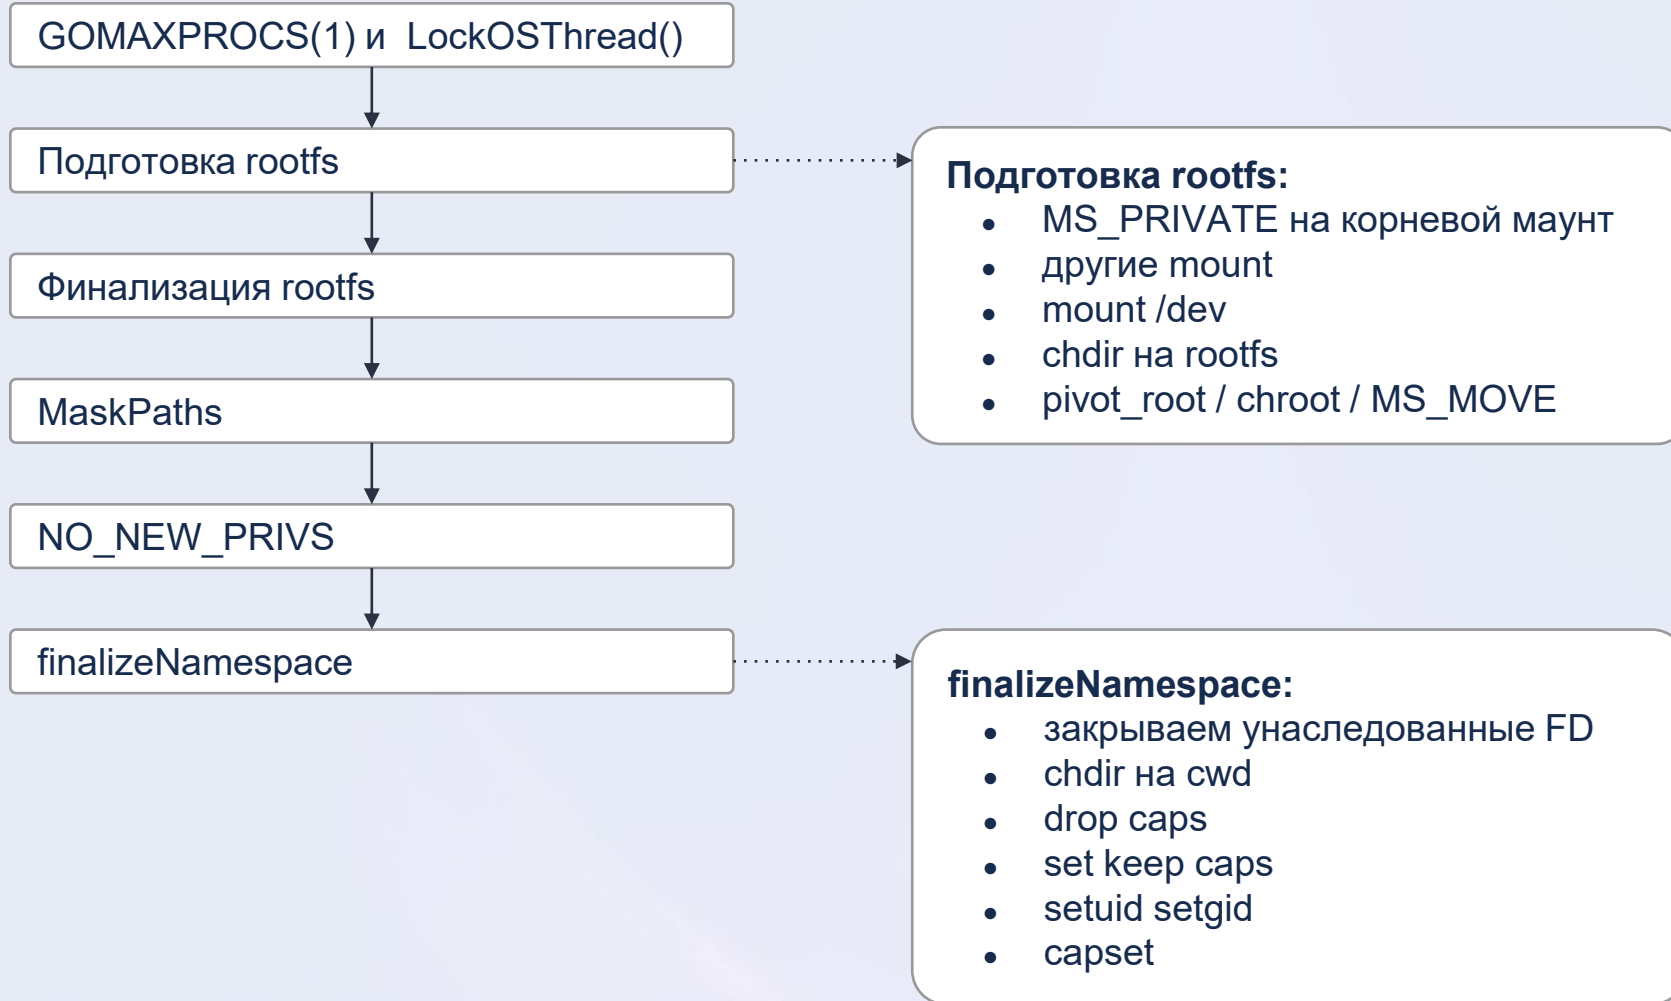 GOMAXPROCS(1) и LockOSThread()
Подготовка rootfs
Финализация rootfs
MaskPaths
NO_NEW_PRIVS
finalizeNamespace
Подготовка rootfs:
● MS_PRIVATE на корневой маунт
● другие mount
● mount /dev
● chdir на rootfs
● pivot_root / chroot / MS_MOVE
finalizeNamespace:
● закрываем унаследованные FD
● chdir на cwd
● drop caps
● set keep caps
● setuid setgid
● capset